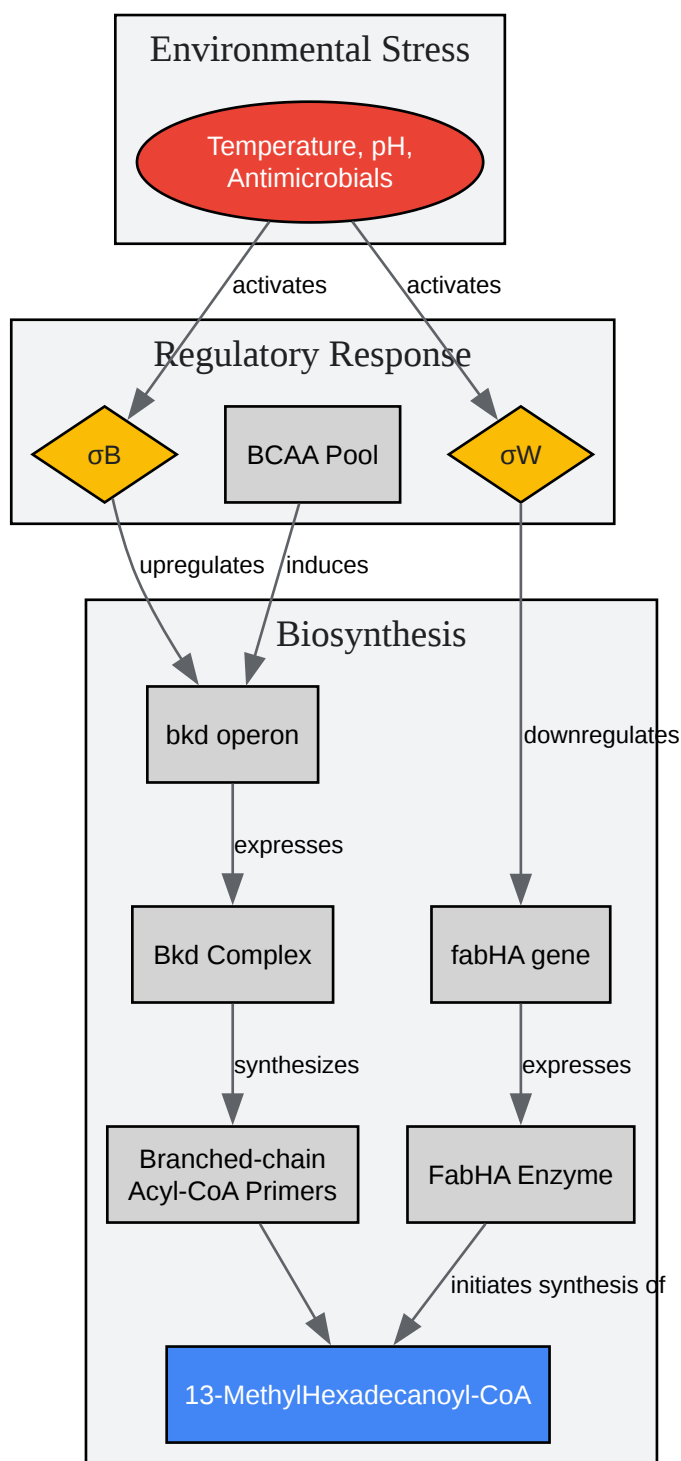 Environmental Stress
Temperature, pH,
Antimicrobials
activates
activates
Regulatory Response
σB
BCAA Pool
σW
upregulates
induces
Biosynthesis
bkd operon
downregulates
expresses
Bkd Complex
fabHA gene
synthesizes
expresses
Branched-chain
Acyl-CoA Primers
FabHA Enzyme
initiates synthesis of
13-MethylHexadecanoyl-CoA